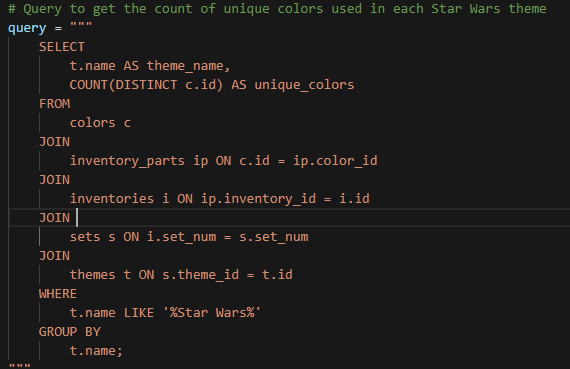 # Query to get the count of unique colors used in each Star Wars theme
query = """
SELECT
t.name AS theme_name,
COUNT(DISTINCT c.id) AS unique_colors
FROM
colors c
JOIN
inventory_parts ip ON c.id = ip.color_id
JOIN
inventories i ON ip.inventory_id = i.id
JOIN
sets s ON i.set_num = s.set_num
JOIN
themes t ON s.theme_id = t.id
WHERE
t.name LIKE '%Star Wars%'
GROUP BY
t.name;
"""